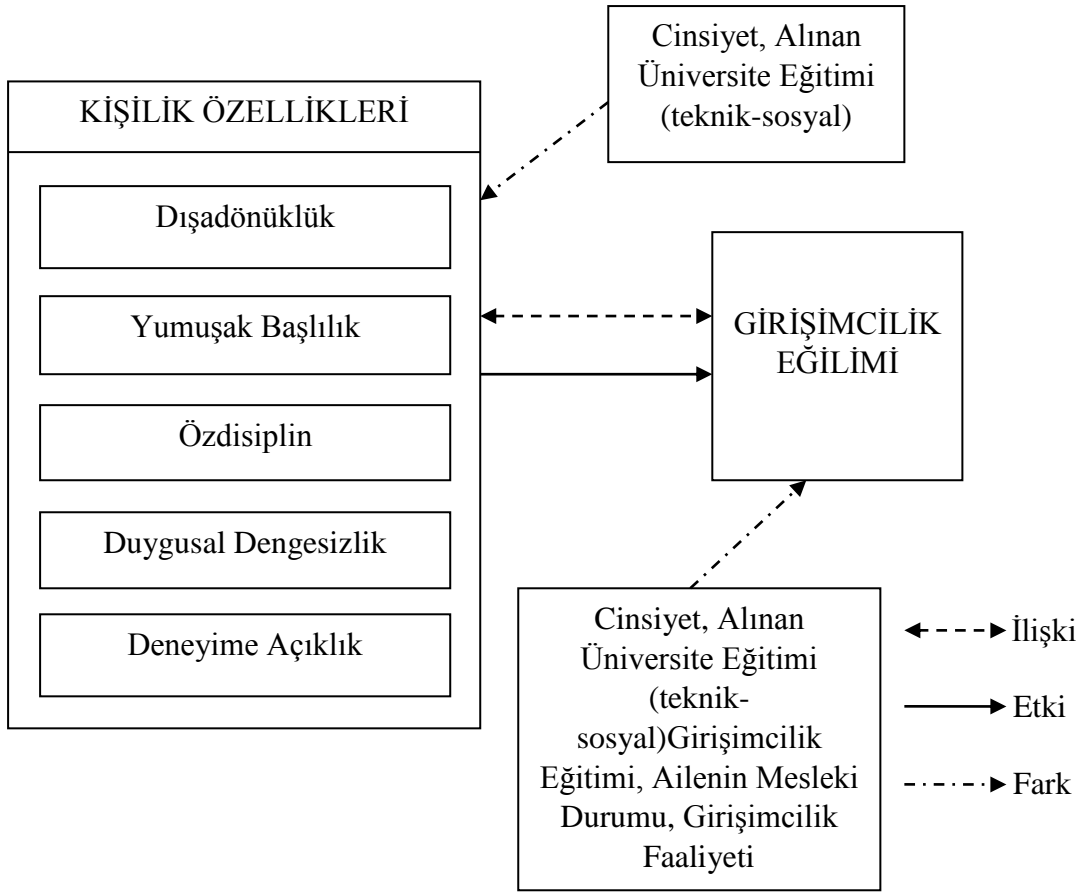 Cinsiyet, Alınan
Üniversite Eğitimi
(teknik-sosyal)
KİŞİLİK ÖZELLİKLERİ
Dışadönüklük
Yumuşak Başlılık
Özdisiplin
Duygusal Dengesizlik
Deneyime Açıklık
GİRİŞİMCİLİK
EĞİLİMİ
Cinsiyet, Alınan
Üniversite Eğitimi
(teknik-
sosyal)Girişimcilik
Eğitimi, Ailenin Mesleki
Durumu, Girişimcilik
Faaliyeti
İlişki
Etki
Fark